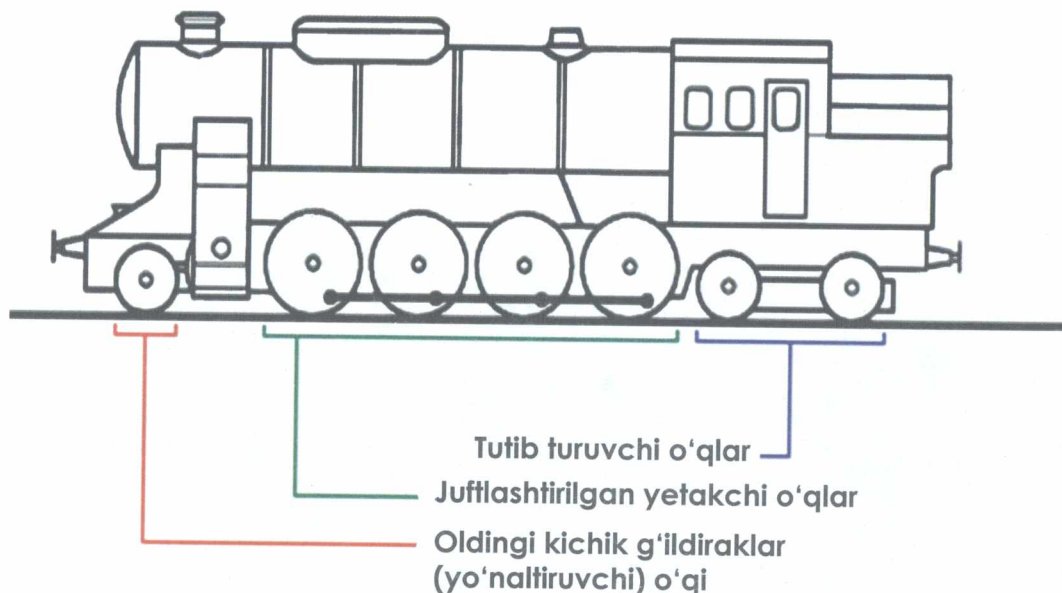 Tutib turuvchi o‘qlar
Juftlashtirilgan yetakchi o‘qlar
Oldingi kichik g‘ildiraklar
(yo‘naltiruvchi) o‘qi